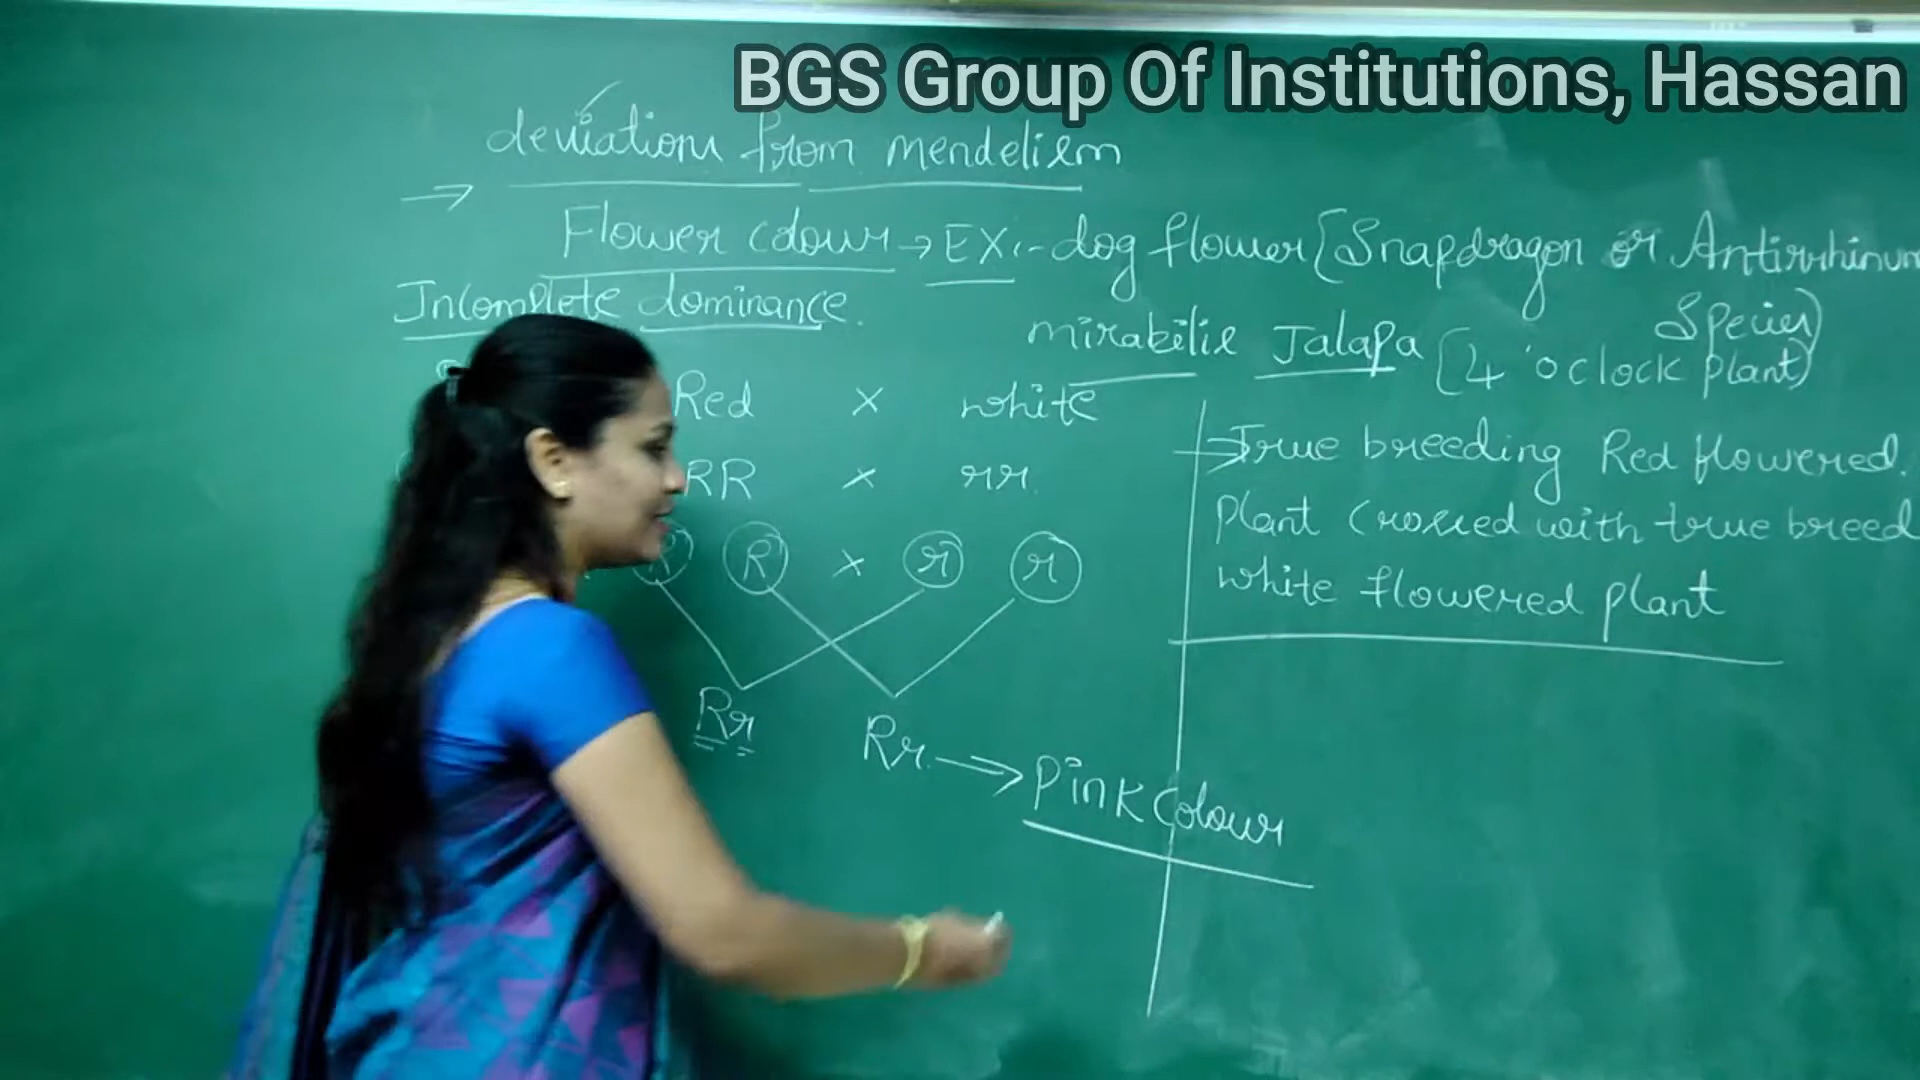 BGS Group Of Institutions, Hassan
deviations from mendelism
→ Flower colour → EX:- dog flower [Snapdragon or Antirrhinum
Species)
Incomplete dominance.
mirabilis Jalapa [4 'oclock plant)
Red x white
RR x rr.
R R x r r
Rr Rr. → Pink colour
→ True breeding Red flowered.
plant crossed with true breed
white flowered plant